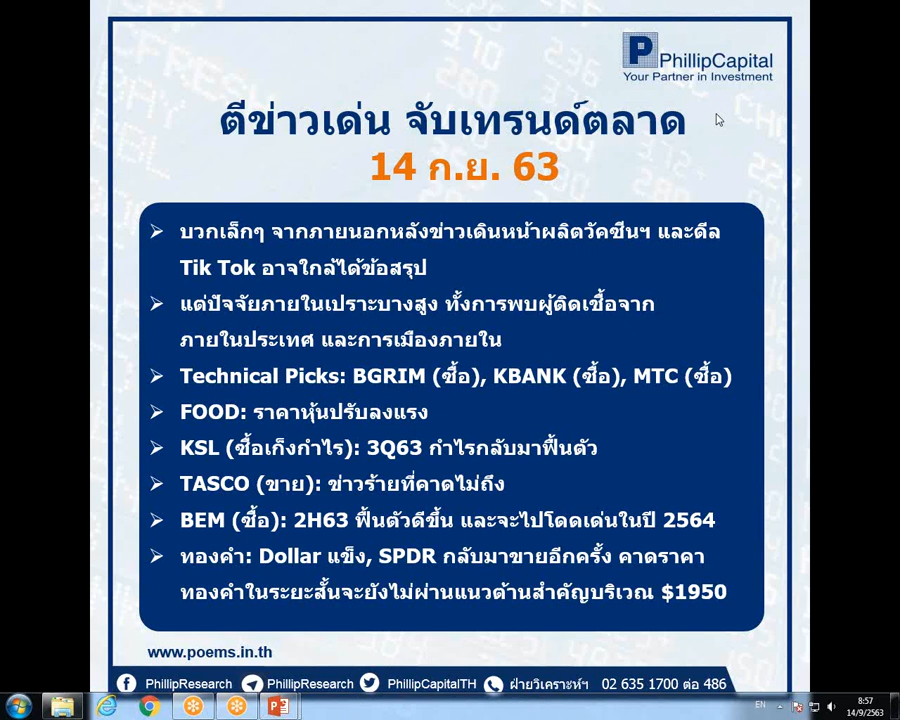 PhillipCapital
Your Partner in Investment
ตีข่าวเด่น จับเทรนด์ตลาด
14 ก.ย. 63
บวกเล็กๆ จากภายนอกหลังข่าวเดินหน้าผลิตวัคซีนฯ และดีล
Tik Tok อาจใกล้ได้ข้อสรุป
แต่ปัจจัยภายในเปราะบางสูง ทั้งการพบผู้ติดเชื้อจาก
ภายในประเทศ และการเมืองภายใน
Technical Picks: BGRIM (ซื้อ), KBANK (ซื้อ), MTC (ซื้อ)
FOOD: ราคาหุ้นปรับลงแรง
KSL (ซื้อเก็งกำไร): 3Q63 กำไรกลับมาฟื้นตัว
TASCO (ขาย): ข่าวร้ายที่คาดไม่ถึง
BEM (ซื้อ): 2H63 ฟื้นตัวดีขึ้น และจะไปโดดเด่นในปี 2564
ทองคำ: Dollar แข็ง, SPDR กลับมาขายอีกครั้ง คาดราคา
ทองคำในระยะสั้นจะยังไม่ผ่านแนวต้านสำคัญบริเวณ $1950
www.poems.in.th
PhillipResearch PhillipResearch PhillipCapitalTH ฝ่ายวิเคราะห์ฯ 02 635 1700 ต่อ 486
EN 8:57
14/9/2563